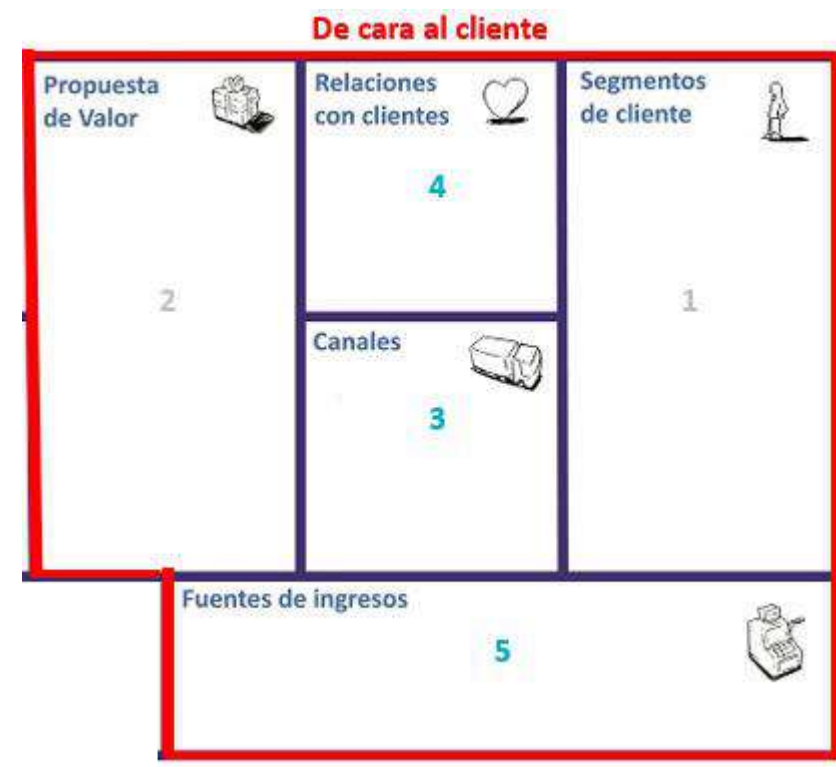 De cara al cliente
Propuesta
de Valor
2
Relaciones
con clientes
4
Segmentos
de cliente
1
Canales
3
Fuentes de ingresos
5